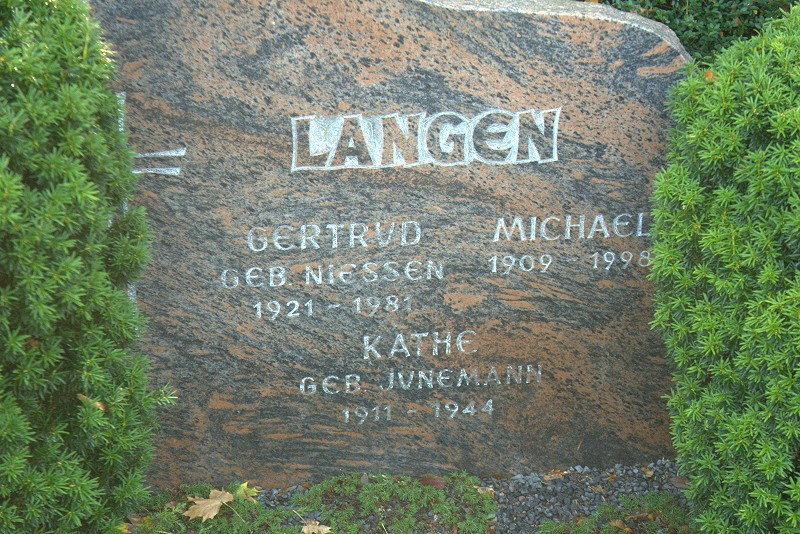 LANGEN
GERTRVD
GEB. NIESSEN
1921 - 1981
MICHAEL
1909 - 1998
KATHE
GEB JVNEMANN
1911 - 1944